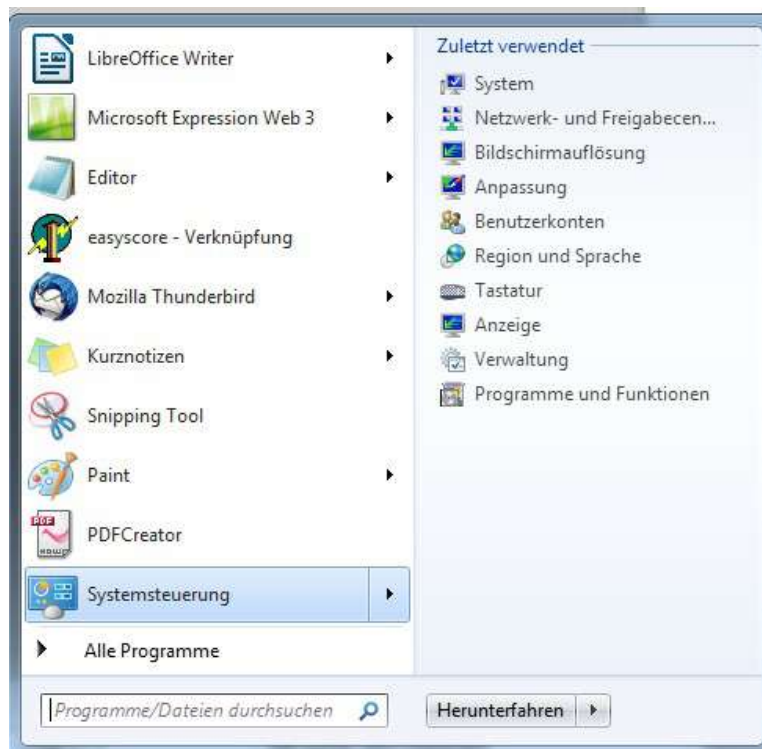 LibreOffice Writer
Microsoft Expression Web 3
Editor
easyscore - Verknüpfung
Mozilla Thunderbird
Kurznotizen
Snipping Tool
Paint
PDF
PDFCreator
Systemsteuerung
Alle Programme
Programme/Dateien durchsuchen
Zuletzt verwendet
System
Netzwerk- und Freigabecen...
Bildschirmauflösung
Anpassung
Benutzerkonten
Region und Sprache
Tastatur
Anzeige
Verwaltung
Programme und Funktionen
Herunterfahren